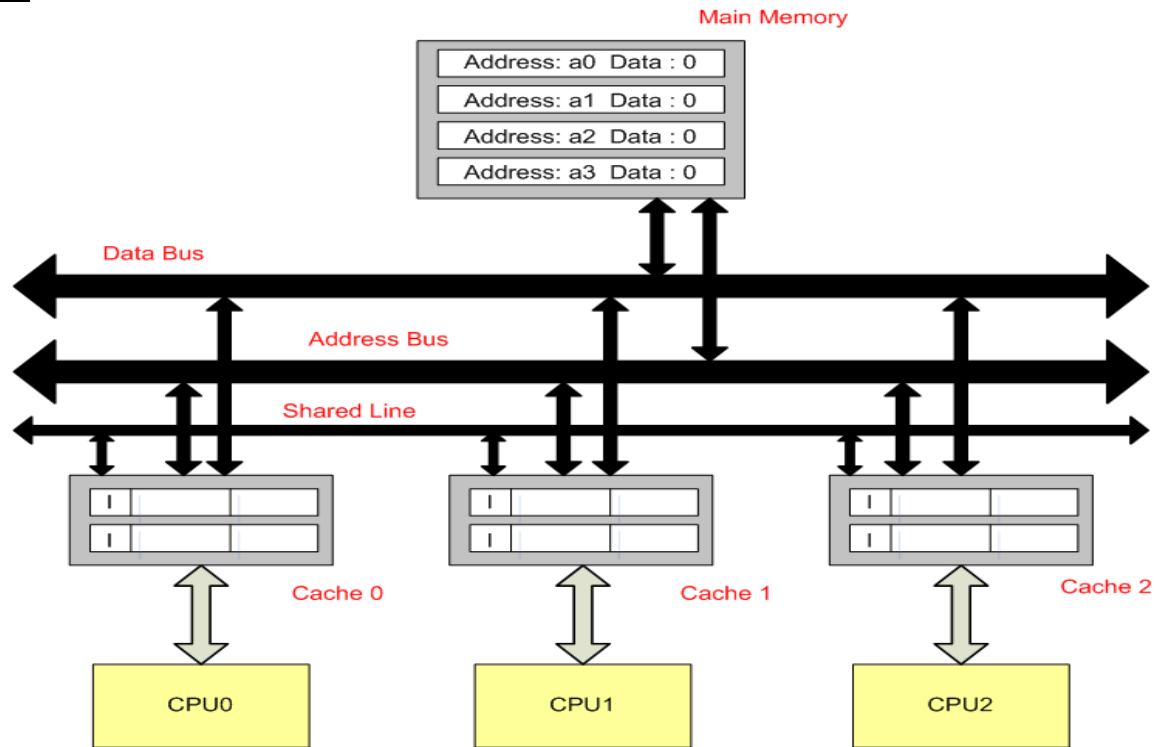 Main Memory
Address: a0 Data : 0
Address: a1 Data : 0
Address: a2 Data : 0
Address: a3 Data : 0
Data Bus
Address Bus
Shared Line
I
I
I
I
I
I
Cache 0
Cache 1
Cache 2
CPU0
CPU1
CPU2